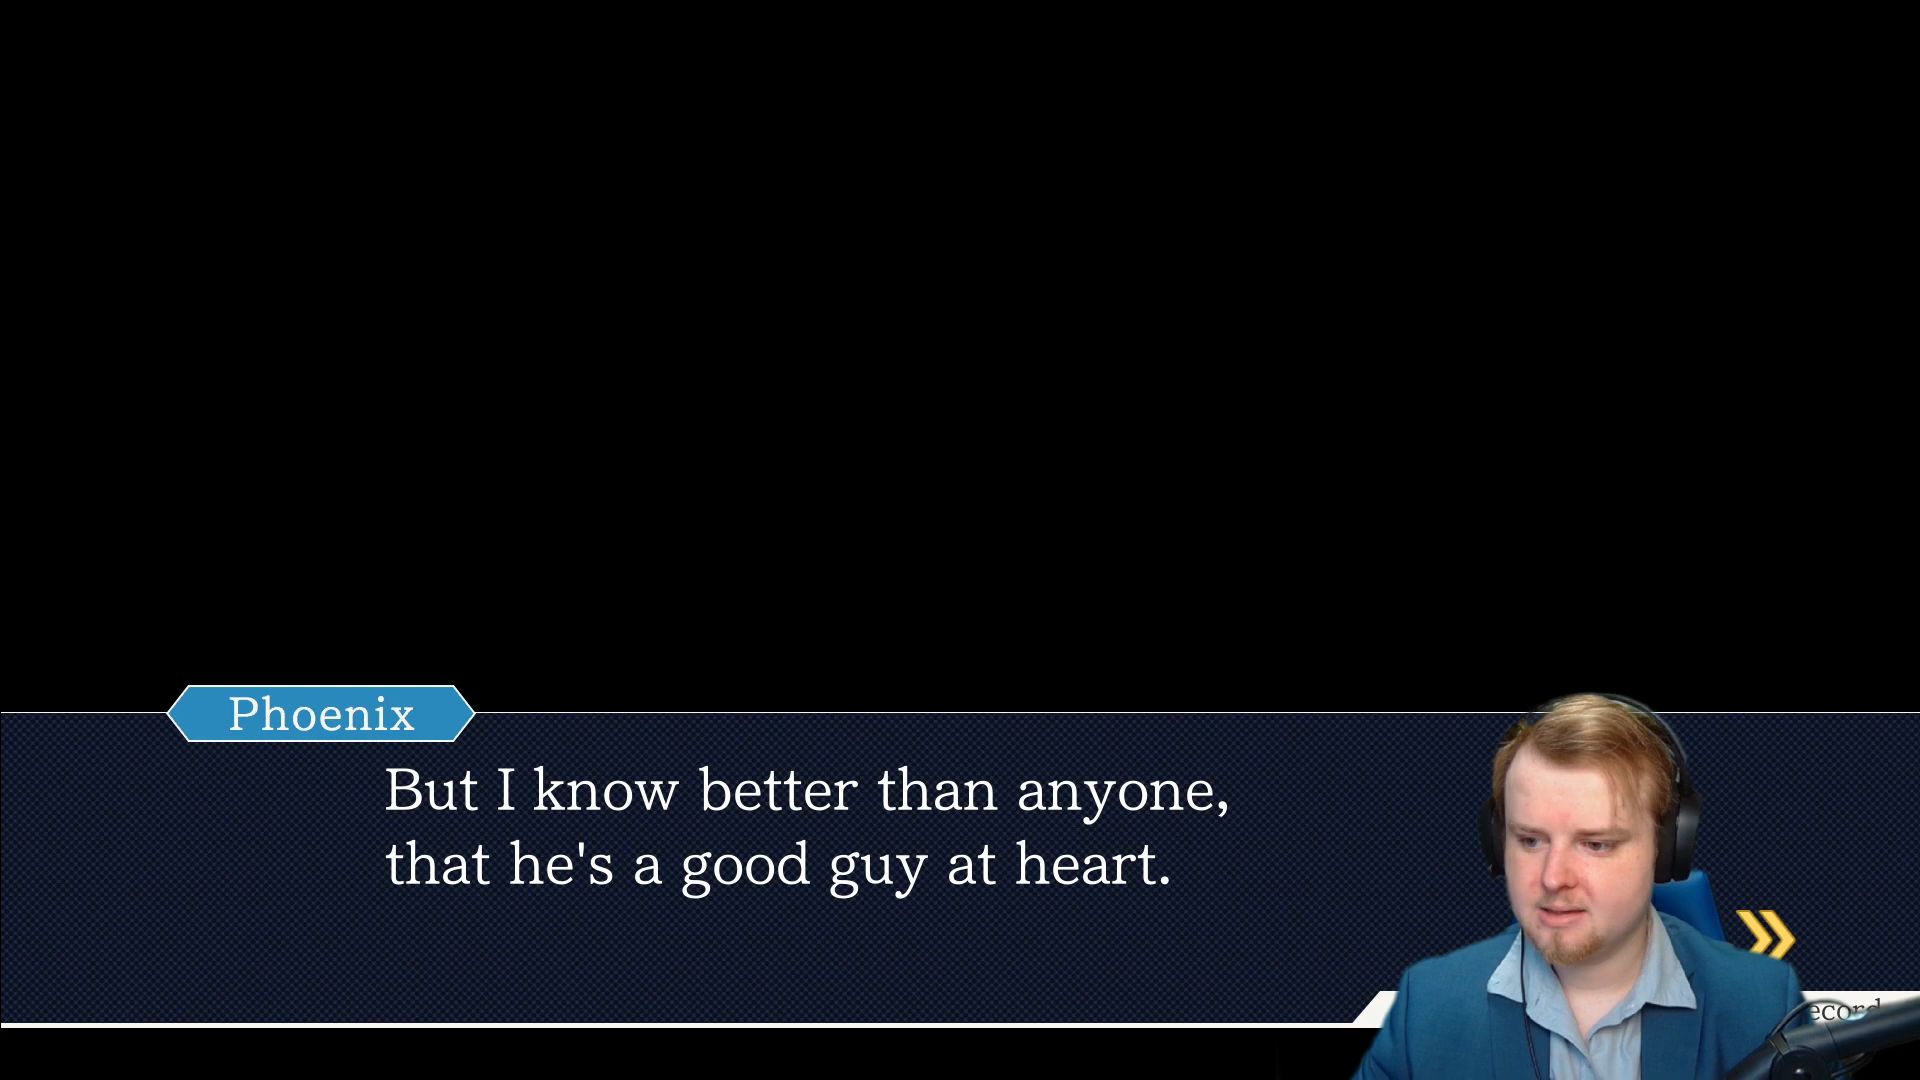 Phoenix
But I know better than anyone,
that he's a good guy at heart.